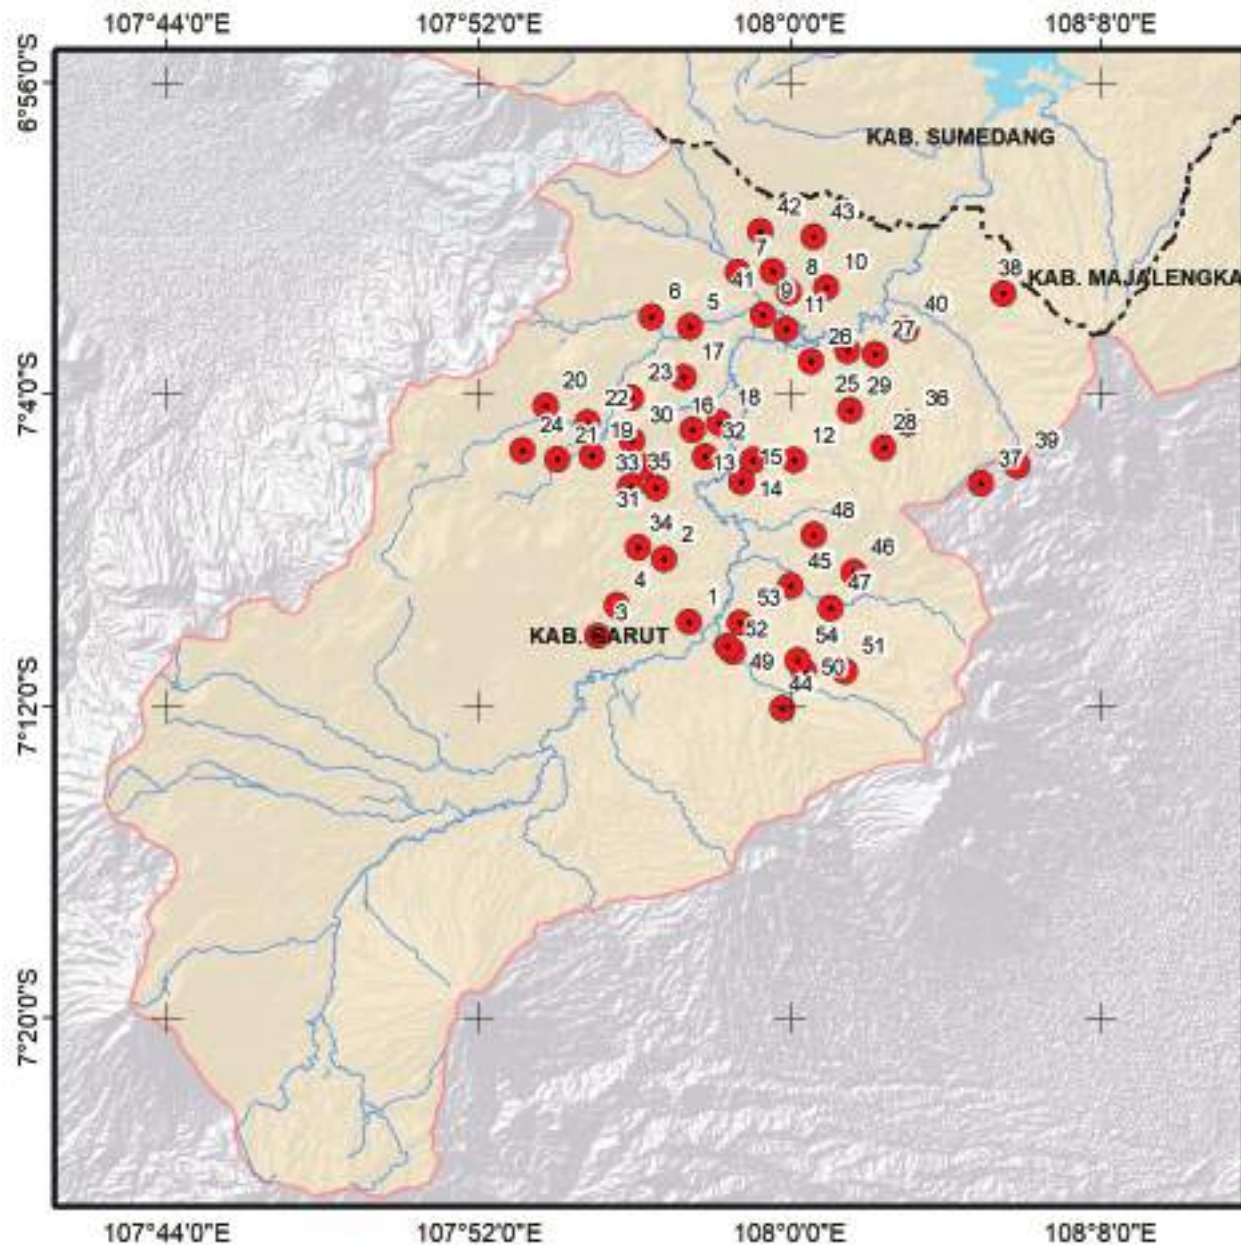 107°44'0"E 107°52'0"E 108°0'0"E 108°8'0"E
6°56'0"S
KAB. SUMEDANG
42 43
7
38
KAB. MAJALENGKA
41 8 10
9
6 5 11 40
27
26
17
23
7°4'0"S
20 22 25 29 36
30 16 18
24 21 19 32 12 28
39
33 35 13 15 37
31 14
34 2 48
45 46
4 47
3 1 53
KAB. GARUT 52 54
49 50 51
44
7°12'0"S
7°20'0"S
107°44'0"E 107°52'0"E 108°0'0"E 108°8'0"E